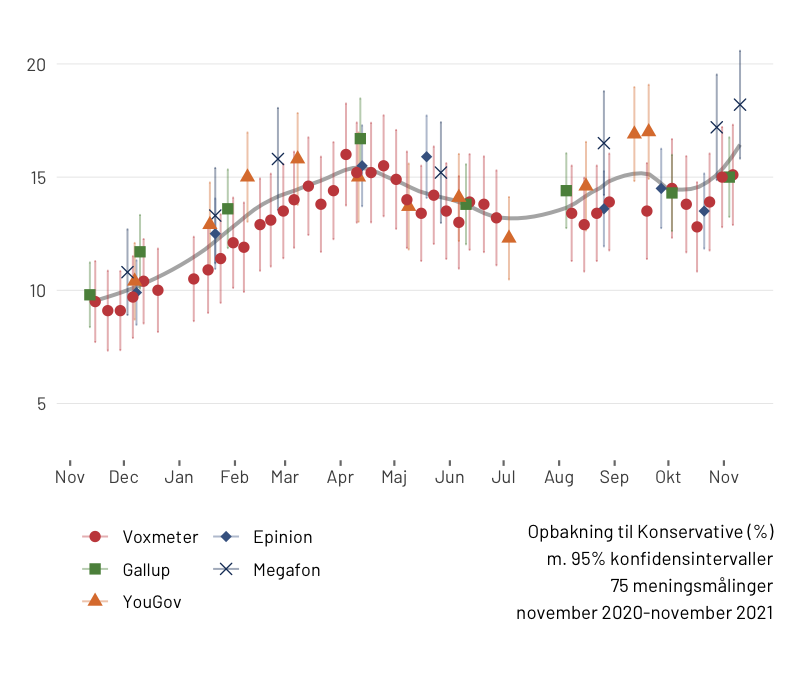 20
15
10
5
Nov Dec Jan Feb Mar Apr Maj Jun Jul Aug Sep Okt Nov
Voxmeter Epinion
Gallup Megafon
YouGov
Opbakning til Konservative (%)
m. 95% konfidensintervaller
75 meningsmålinger
november 2020-november 2021